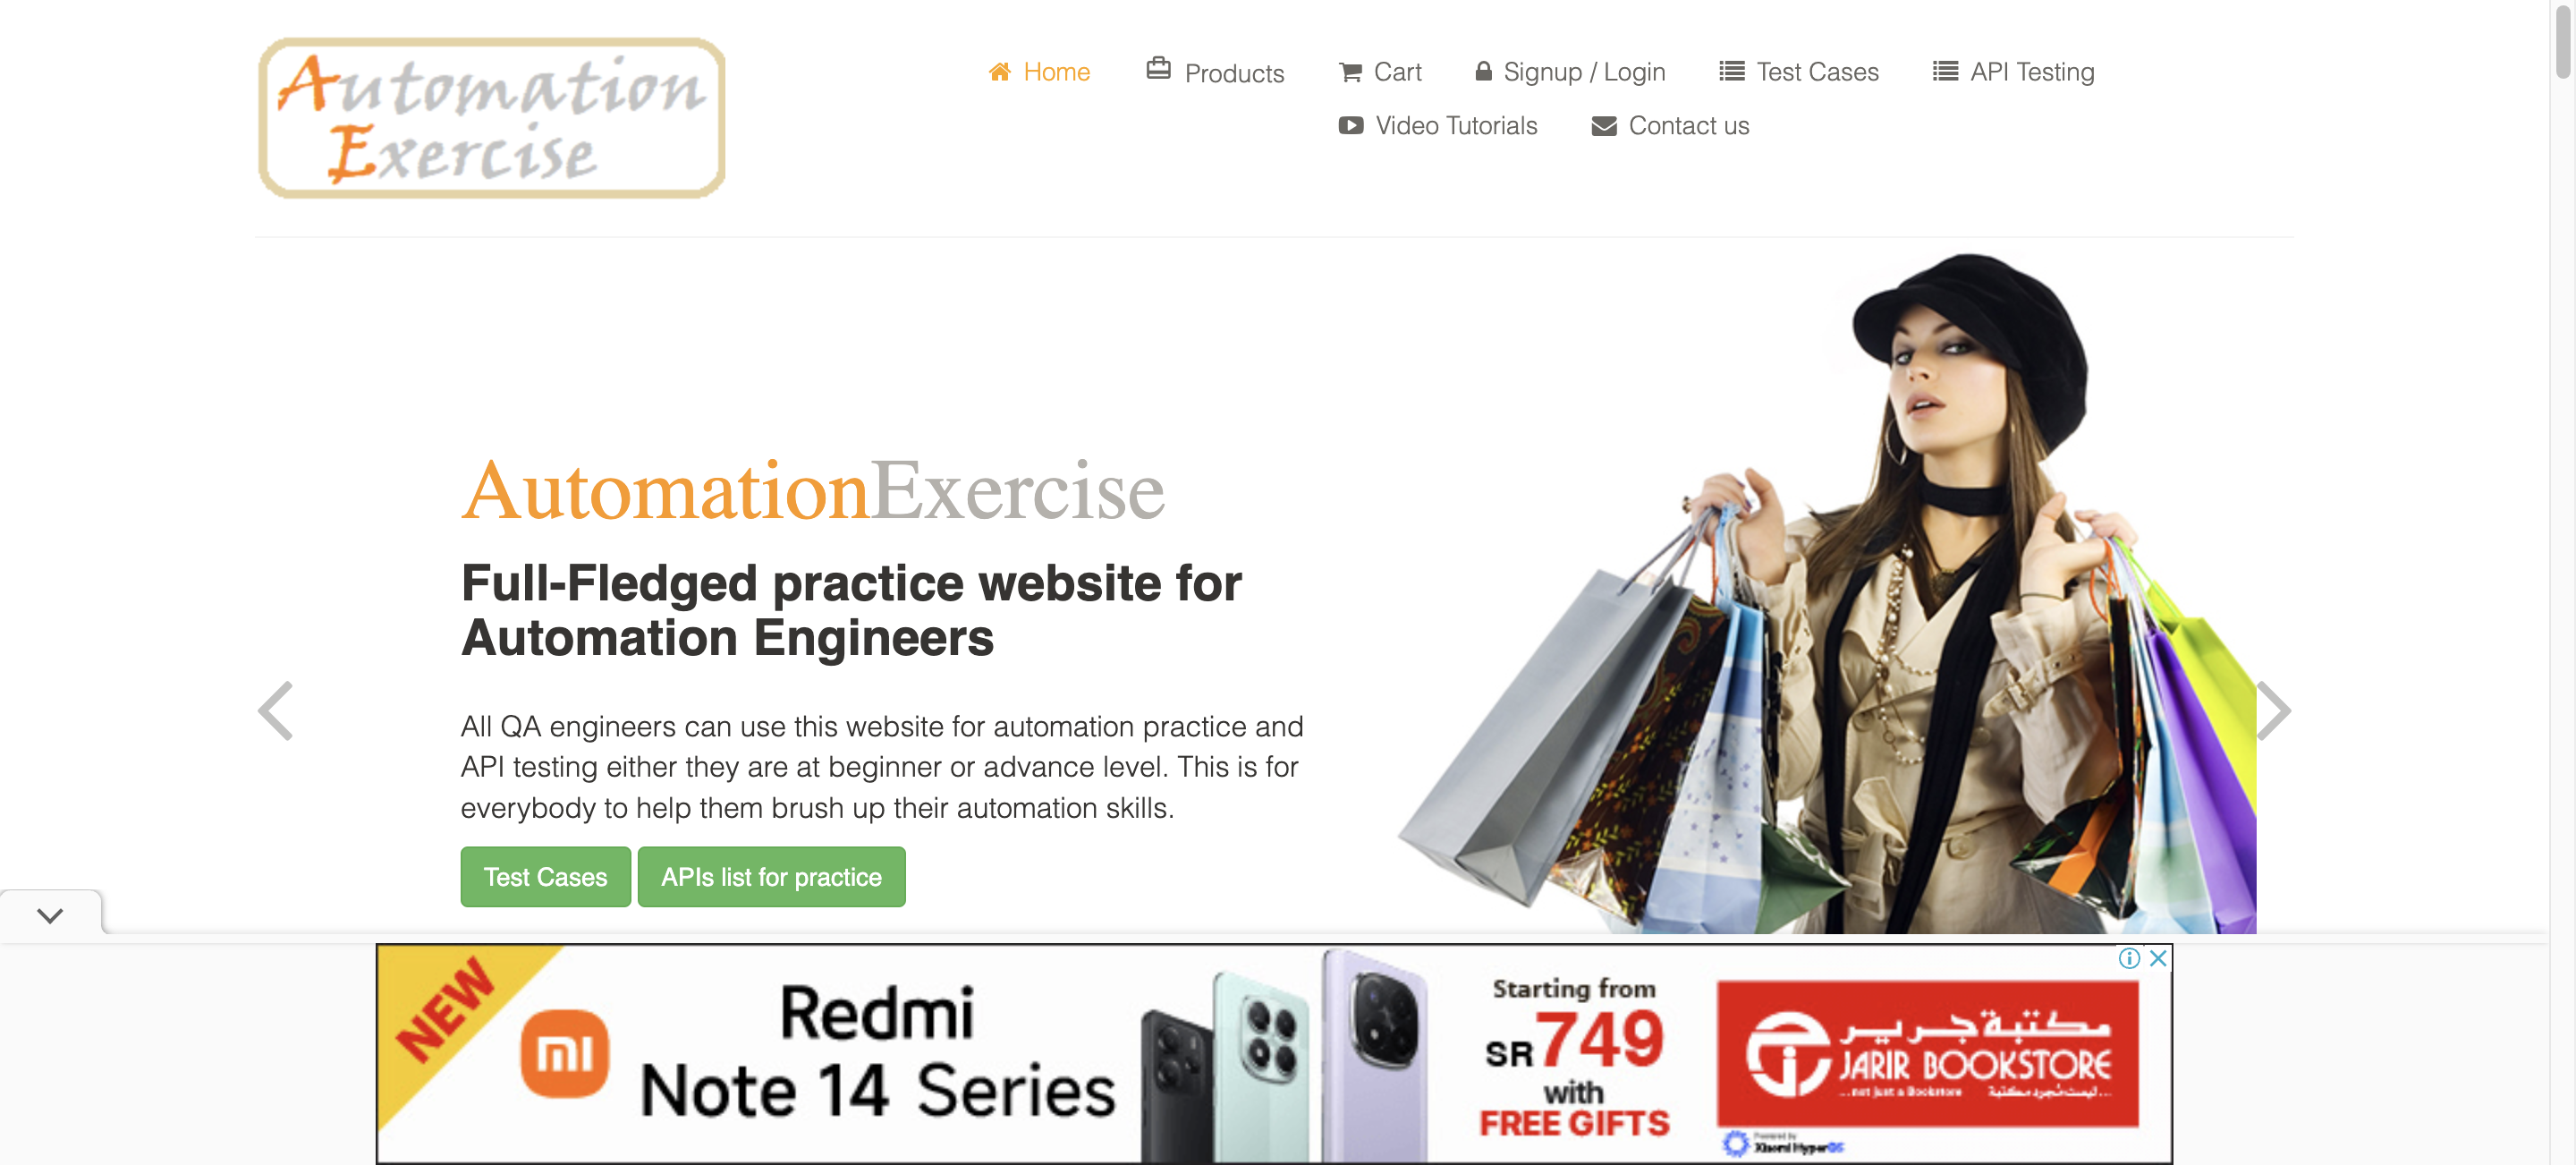 Automation
Exercise
Home
Products
Cart
Signup / Login
Test Cases
API Testing
Video Tutorials
Contact us
AutomationExercise
Full-Fledged practice website for
Automation Engineers
All QA engineers can use this website for automation practice and
API testing either they are at beginner or advance level. This is for
everybody to help them brush up their automation skills.
Test Cases
APIs list for practice
NEW
mi
Redmi
Note 14 Series
Starting from
SR 749
with
FREE GIFTS
مكتبة جرير
JARIR BOOKSTORE
...not just a Bookstore
ليست مجرد مكتبة...
Powered by
Xiaomi HyperOS